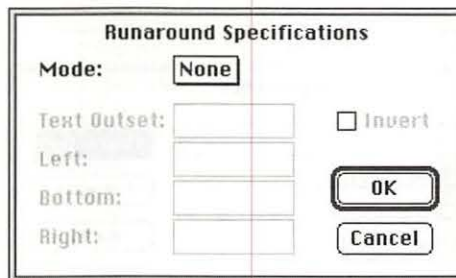 Runaround Specifications
Mode: None
Text Outset:
Invert
Left:
Bottom:
OK
Right:
Cancel